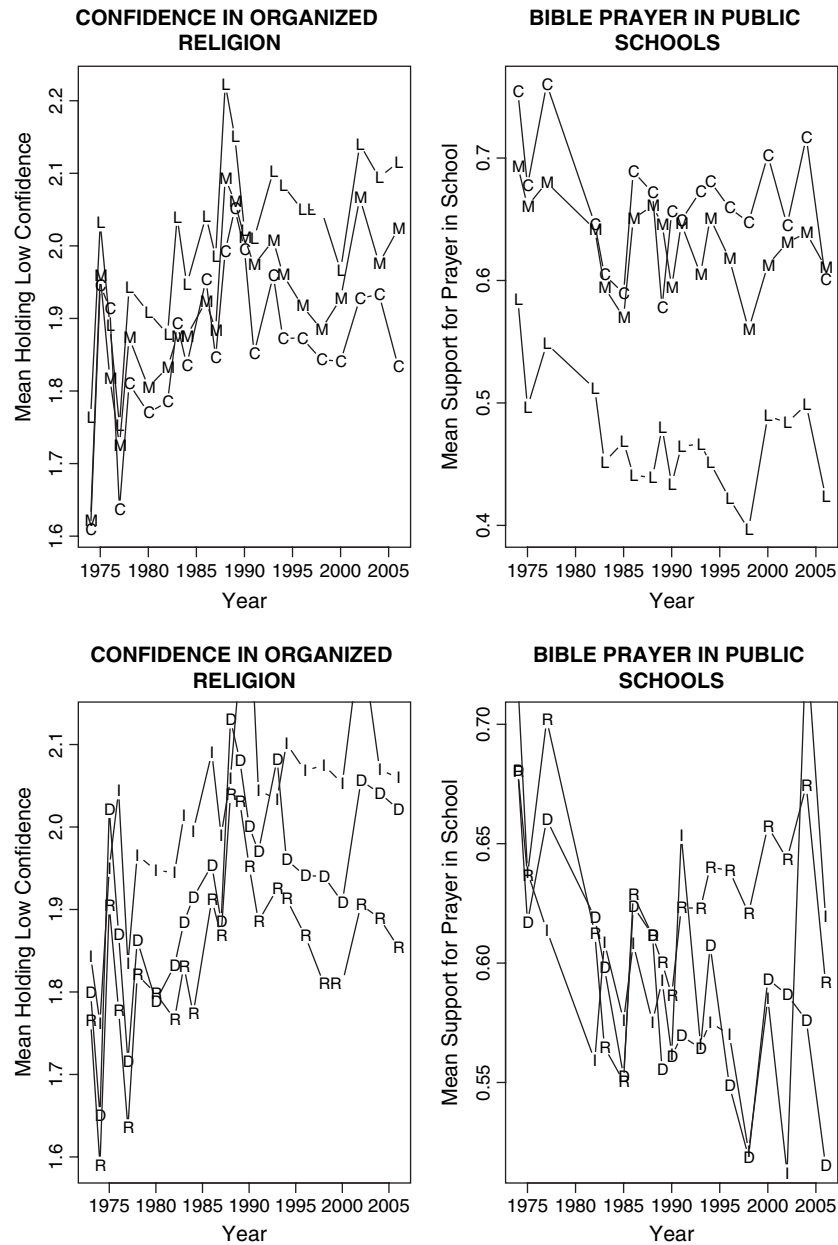 CONFIDENCE IN ORGANIZED
RELIGION
Mean Holding Low Confidence
2.2
2.1
2.0
1.9
1.8
1.7
1.6
1975 1980 1985 1990 1995 2000 2005
Year
BIBLE PRAYER IN PUBLIC
SCHOOLS
Mean Support for Prayer in School
0.7
0.6
0.5
0.4
1975 1980 1985 1990 1995 2000 2005
Year
CONFIDENCE IN ORGANIZED
RELIGION
Mean Holding Low Confidence
2.1
2.0
1.9
1.8
1.7
1.6
1975 1980 1985 1990 1995 2000 2005
Year
BIBLE PRAYER IN PUBLIC
SCHOOLS
Mean Support for Prayer in School
0.70
0.65
0.60
0.55
1975 1980 1985 1990 1995 2000 2005
Year